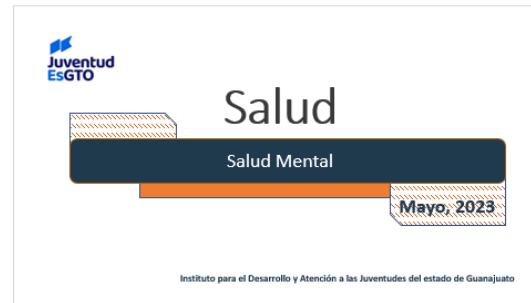 Juventud
EsGTO
Salud
Salud Mental
Mayo, 2023
Instituto para el Desarrollo y Atención a las Juventudes del estado de Guanajuato